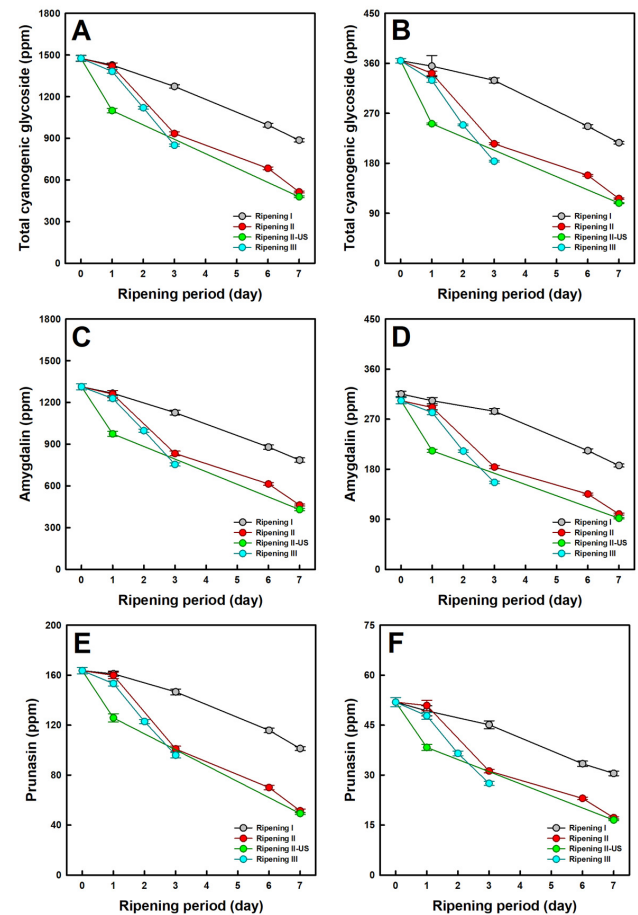 A
Total cyanogenic glycoside (ppm)
1800
1500
1200
900
600
300
0
0 1 2 3 4 5 6 7
Ripening period (day)
Ripening I
Ripening II
Ripening II-US
Ripening III
B
Total cyanogenic glycoside (ppm)
450
360
270
180
90
0
0 1 2 3 4 5 6 7
Ripening period (day)
Ripening I
Ripening II
Ripening II-US
Ripening III
C
Amygdalin (ppm)
1800
1500
1200
900
600
300
0
0 1 2 3 4 5 6 7
Ripening period (day)
Ripening I
Ripening II
Ripening II-US
Ripening III
D
Amygdalin (ppm)
450
360
270
180
90
0
0 1 2 3 4 5 6 7
Ripening period (day)
Ripening I
Ripening II
Ripening II-US
Ripening III
E
Prunasin (ppm)
200
160
120
80
40
0
0 1 2 3 4 5 6 7
Ripening period (day)
Ripening I
Ripening II
Ripening II-US
Ripening III
F
Prunasin (ppm)
75
60
45
30
15
0
0 1 2 3 4 5 6 7
Ripening period (day)
Ripening I
Ripening II
Ripening II-US
Ripening III